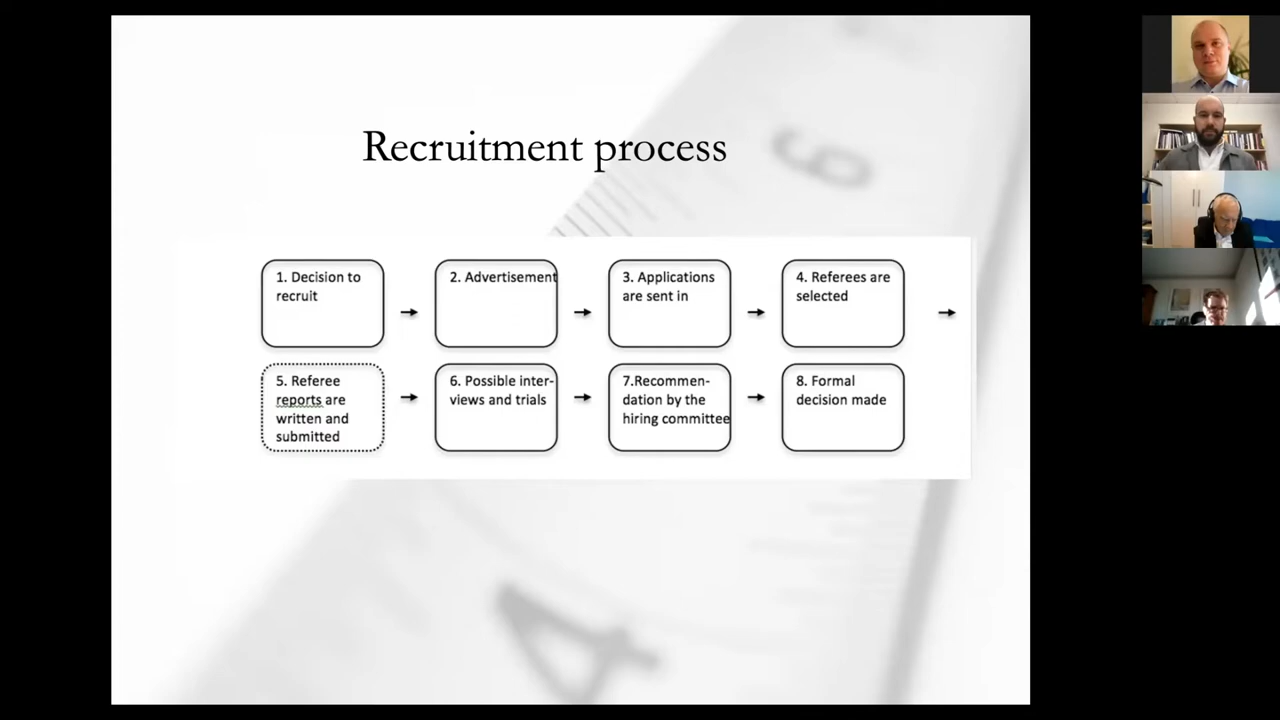 Recruitment process
1. Decision to
recruit
2. Advertisement
3. Applications
are sent in
4. Referees are
selected
5. Referee
reports are
written and
submitted
6. Possible inter-
views and trials
7.Recommen-
dation by the
hiring committee
8. Formal
decision made
6
4